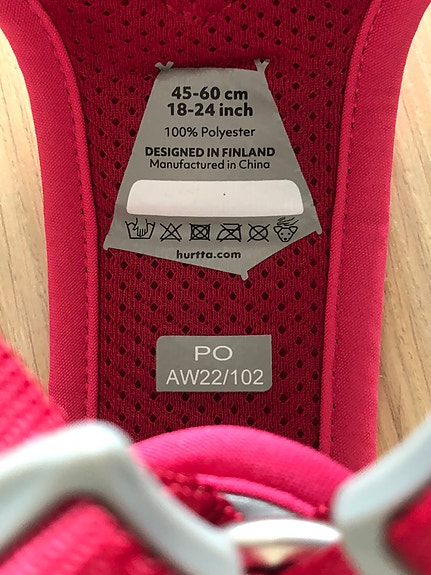 45-60 cm
18-24 inch
100% Polyester
DESIGNED IN FINLAND
Manufactured in China
hurtta.com
PO
AW22/102